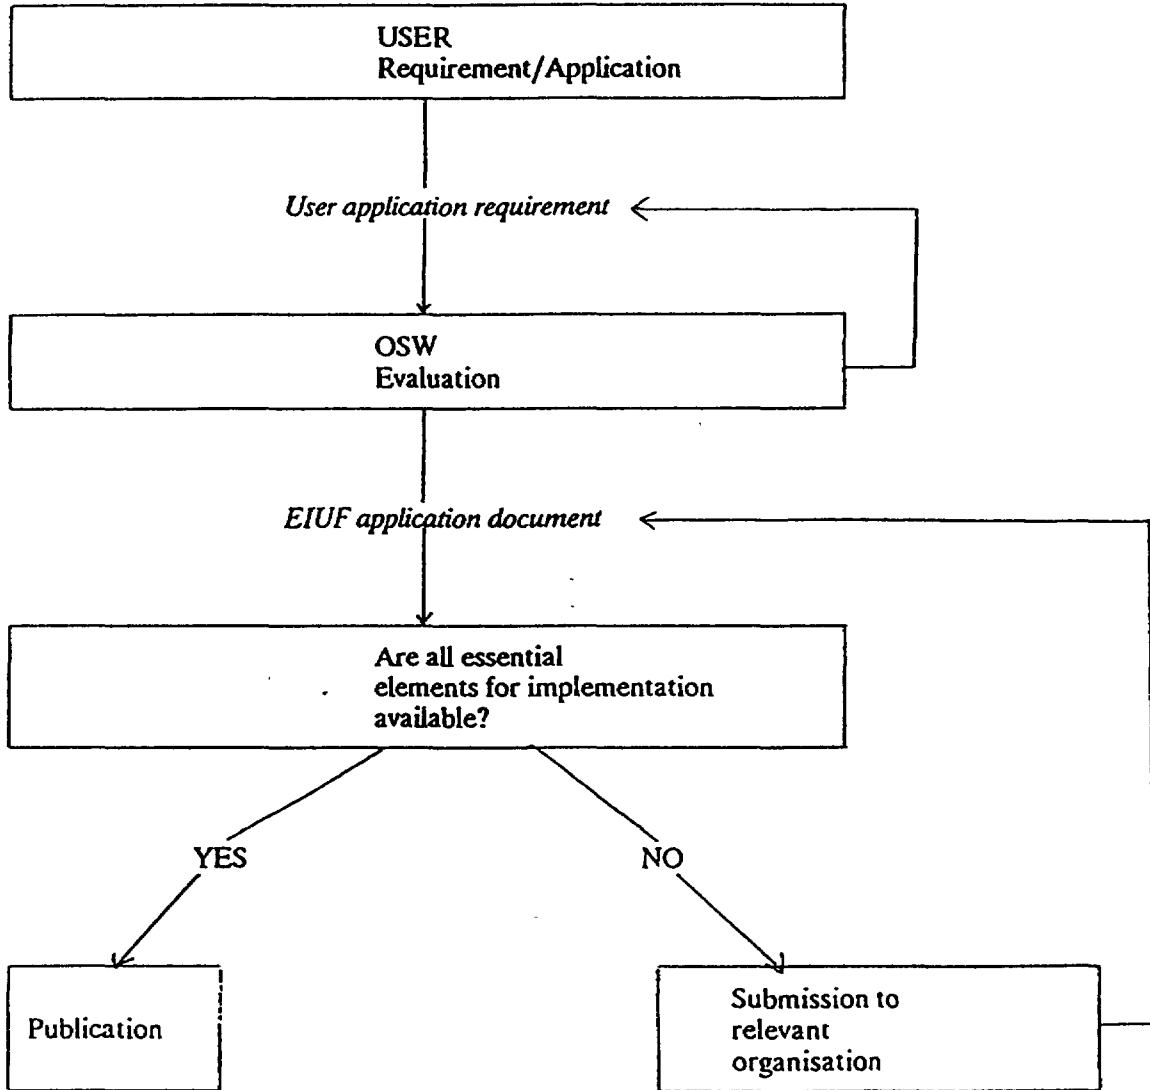 USER
Requirement/Application
User application requirement
OSW
Evaluation
EIUF application document
Are all essential
elements for implementation
available?
YES
NO
Publication
Submission to
relevant
organisation